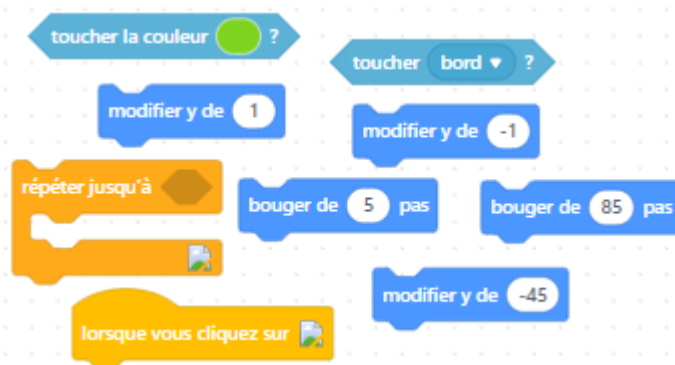 toucher la couleur ?
toucher bord ▼ ?
modifier y de 1
modifier y de -1
répéter jusqu'à
bouger de 5 pas
bouger de 85 pas
modifier y de -45
lorsque vous cliquez sur